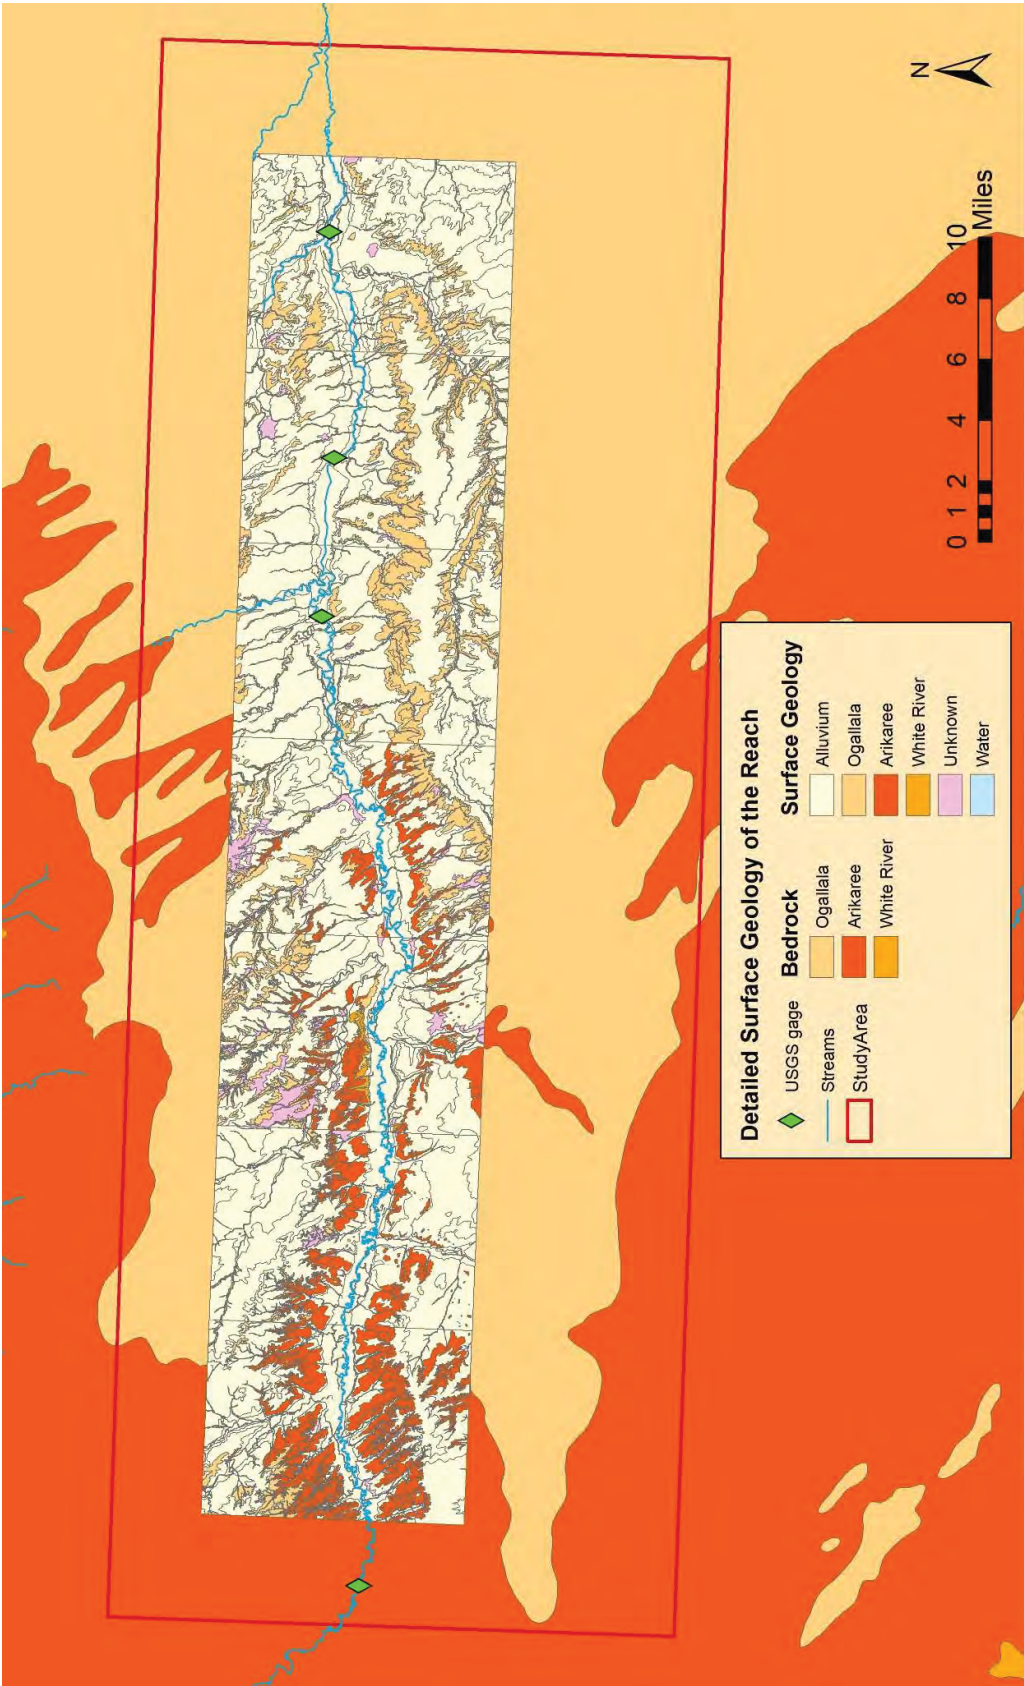 N
0 1 2 4 6 8 10
Miles
Detailed Surface Geology of the Reach
USGS gage
Streams
StudyArea
Bedrock
Ogallala
Arikaree
White River
Surface Geology
Alluvium
Ogallala
Arikaree
White River
Unknown
Water